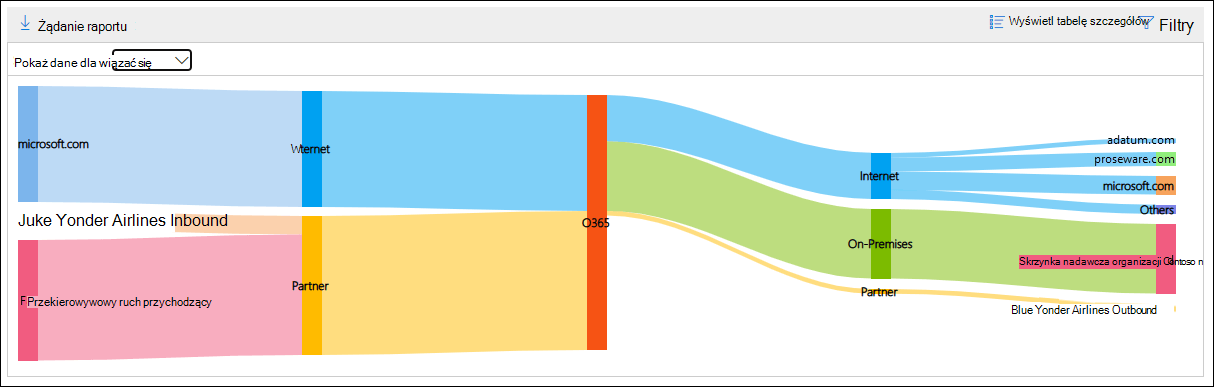 Żądanie raportu
Wyświetl tabelę szczegółów
Filtry
Pokaż dane dla wiązać się
microsoft.com
Wternet
Juke Yonder Airlines Inbound
Przekierowywowy ruch przychodzący
Partner
O365
Internet
On-Premises
Partner
adatum.com
proseware.com
microsoft.com
Others
Skrzynka nadawcza organizacji Contoso
Blue Yonder Airlines Outbound